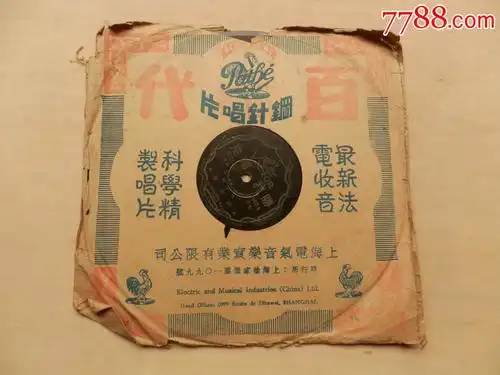 7788.com
Pathé
百代
鋼針唱片
最新法
電收音
科學精
製唱片
上海電氣音樂實業有限公司
上海徐家匯路一〇九九號
Electric and Musical Industries (China) Ltd.
Head Office: 1099 Route de Zikawei, SHANGHAI.